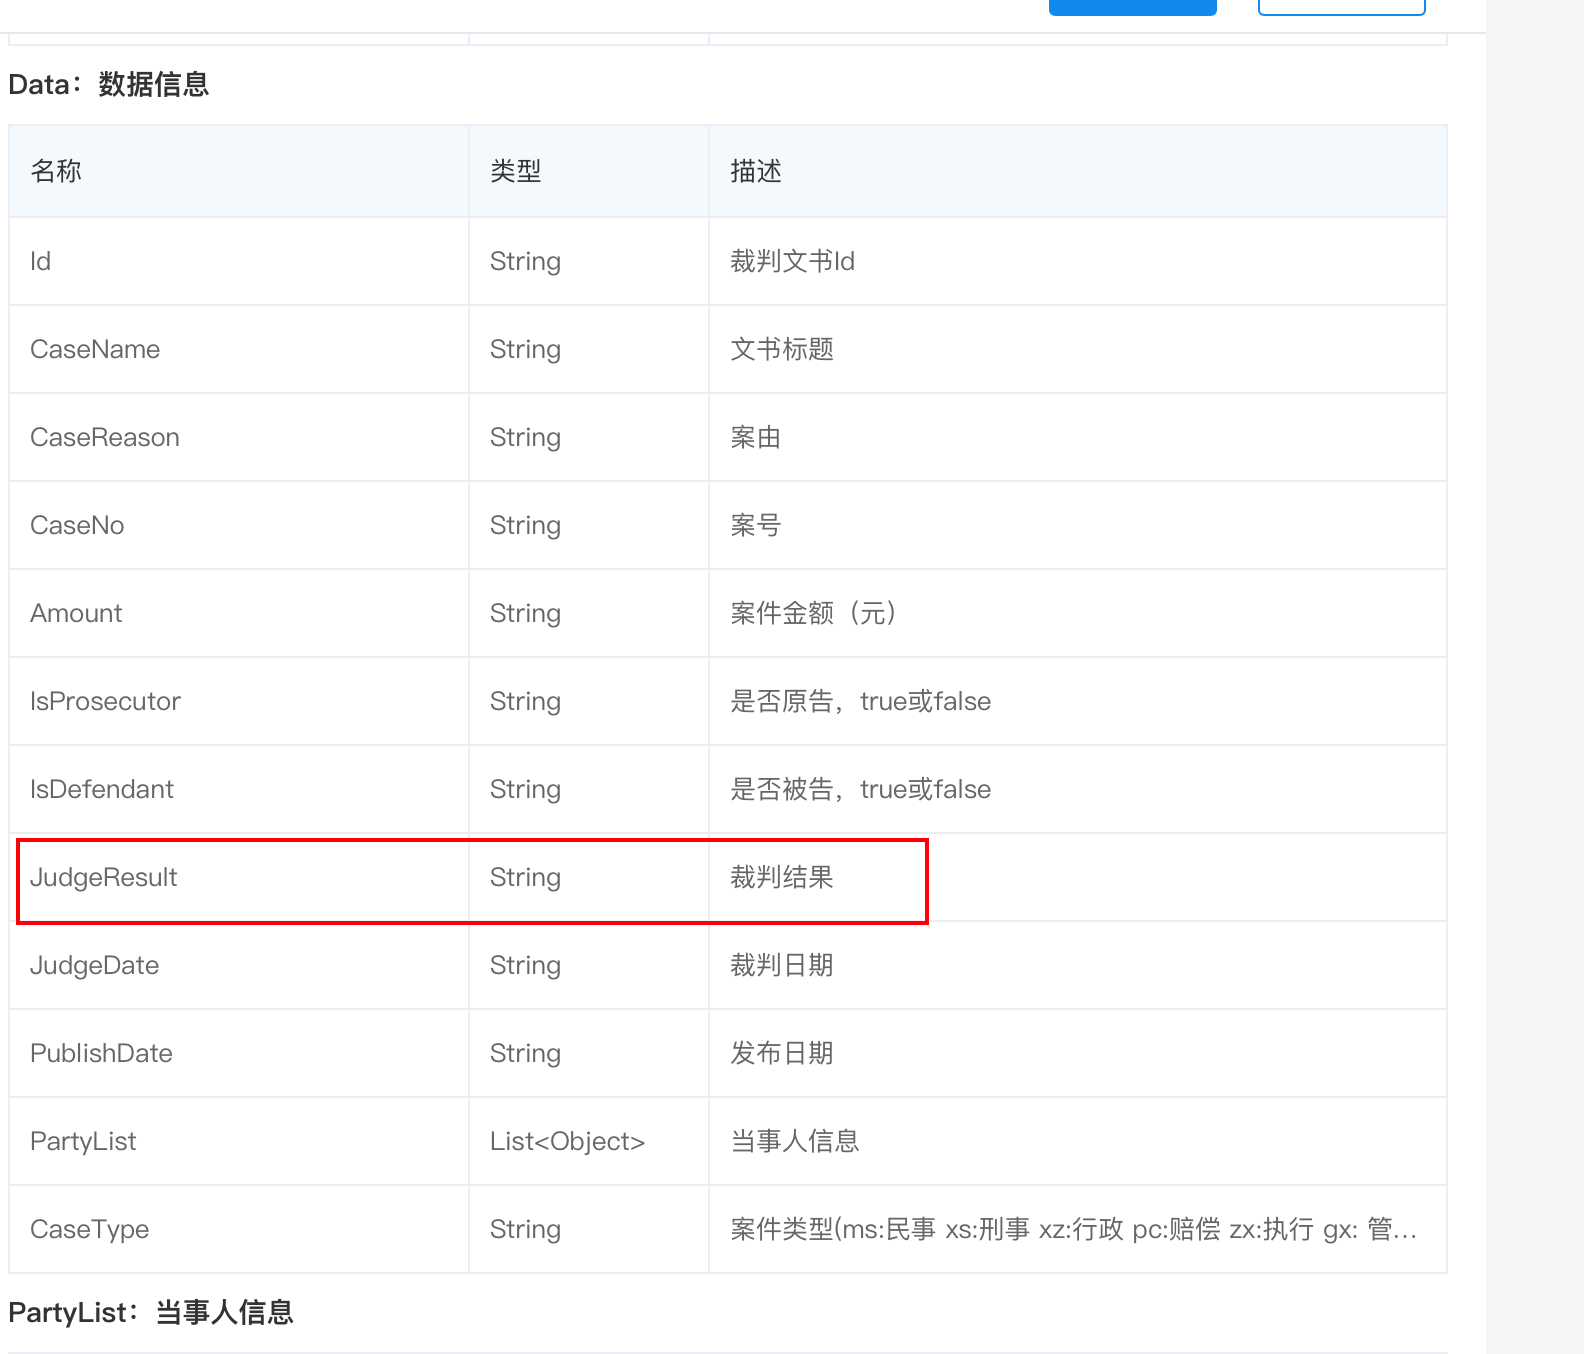 Data：数据信息
名称 类型 描述
Id String 裁判文书Id
CaseName String 文书标题
CaseReason String 案由
CaseNo String 案号
Amount String 案件金额（元）
IsProsecutor String 是否原告，true或false
IsDefendant String 是否被告，true或false
JudgeResult String 裁判结果
JudgeDate String 裁判日期
PublishDate String 发布日期
PartyList List<Object> 当事人信息
CaseType String 案件类型(ms:民事 xs:刑事 xz:行政 pc:赔偿 zx:执行 gx: 管...
PartyList：当事人信息